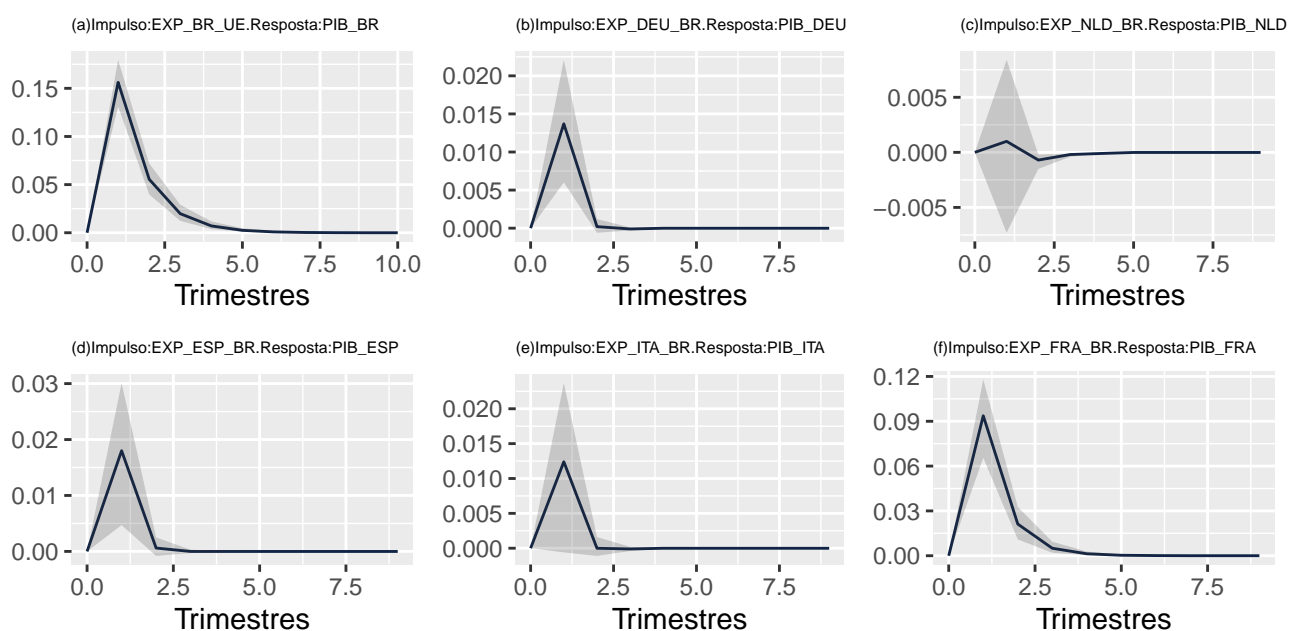 (a)Impulso:EXP_BR_UE.Resposta:PIB_BR
0.15
0.10
0.05
0.00
0.0 2.5 5.0 7.5 10.0
Trimestres
(b)Impulso:EXP_DEU_BR.Resposta:PIB_DEU
0.020
0.015
0.010
0.005
0.000
0.0 2.5 5.0 7.5
Trimestres
(c)Impulso:EXP_NLD_BR.Resposta:PIB_NLD
0.005
0.000
−0.005
0.0 2.5 5.0 7.5
Trimestres
(d)Impulso:EXP_ESP_BR.Resposta:PIB_ESP
0.03
0.02
0.01
0.00
0.0 2.5 5.0 7.5
Trimestres
(e)Impulso:EXP_ITA_BR.Resposta:PIB_ITA
0.020
0.015
0.010
0.005
0.000
0.0 2.5 5.0 7.5
Trimestres
(f)Impulso:EXP_FRA_BR.Resposta:PIB_FRA
0.12
0.09
0.06
0.03
0.00
0.0 2.5 5.0 7.5
Trimestres